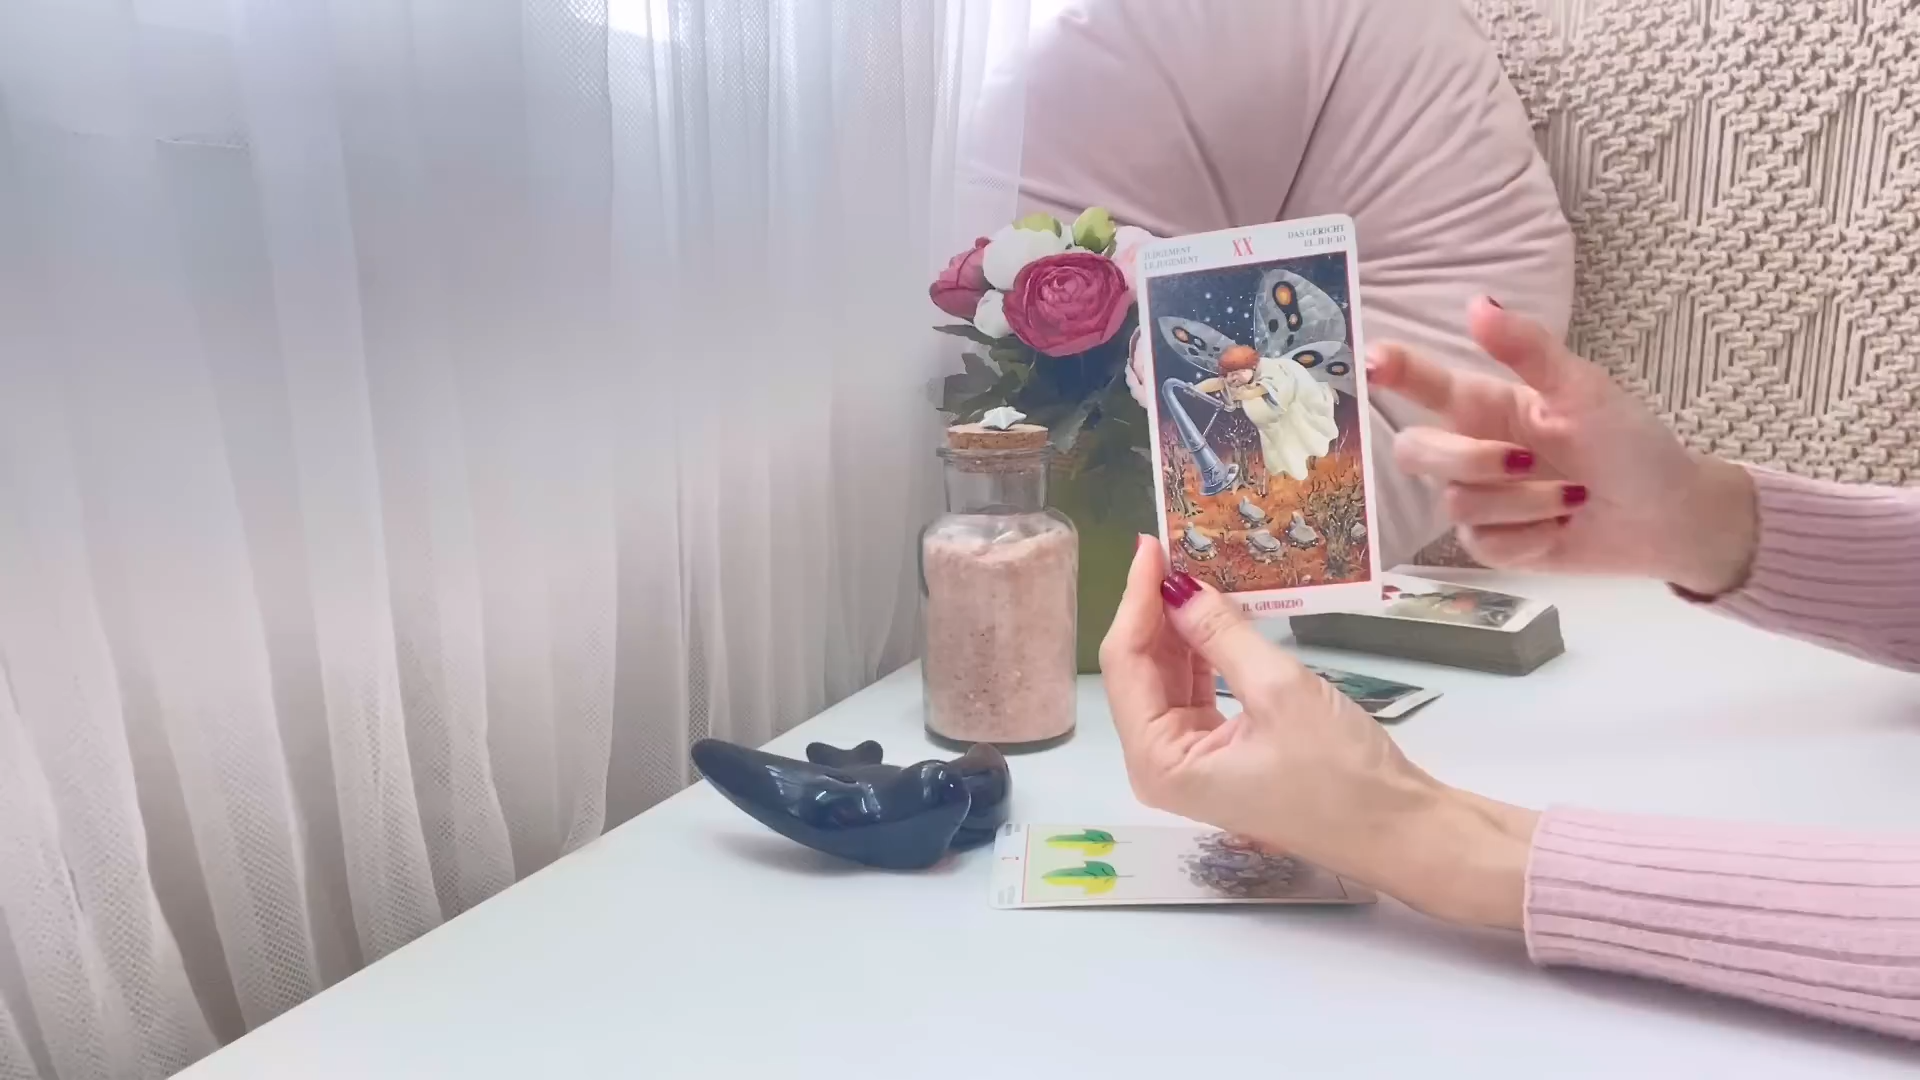 JUDGEMENT
LE JUGEMENT
XX
DAS GERICHT
EL JUICIO
IL GIUDIZIO